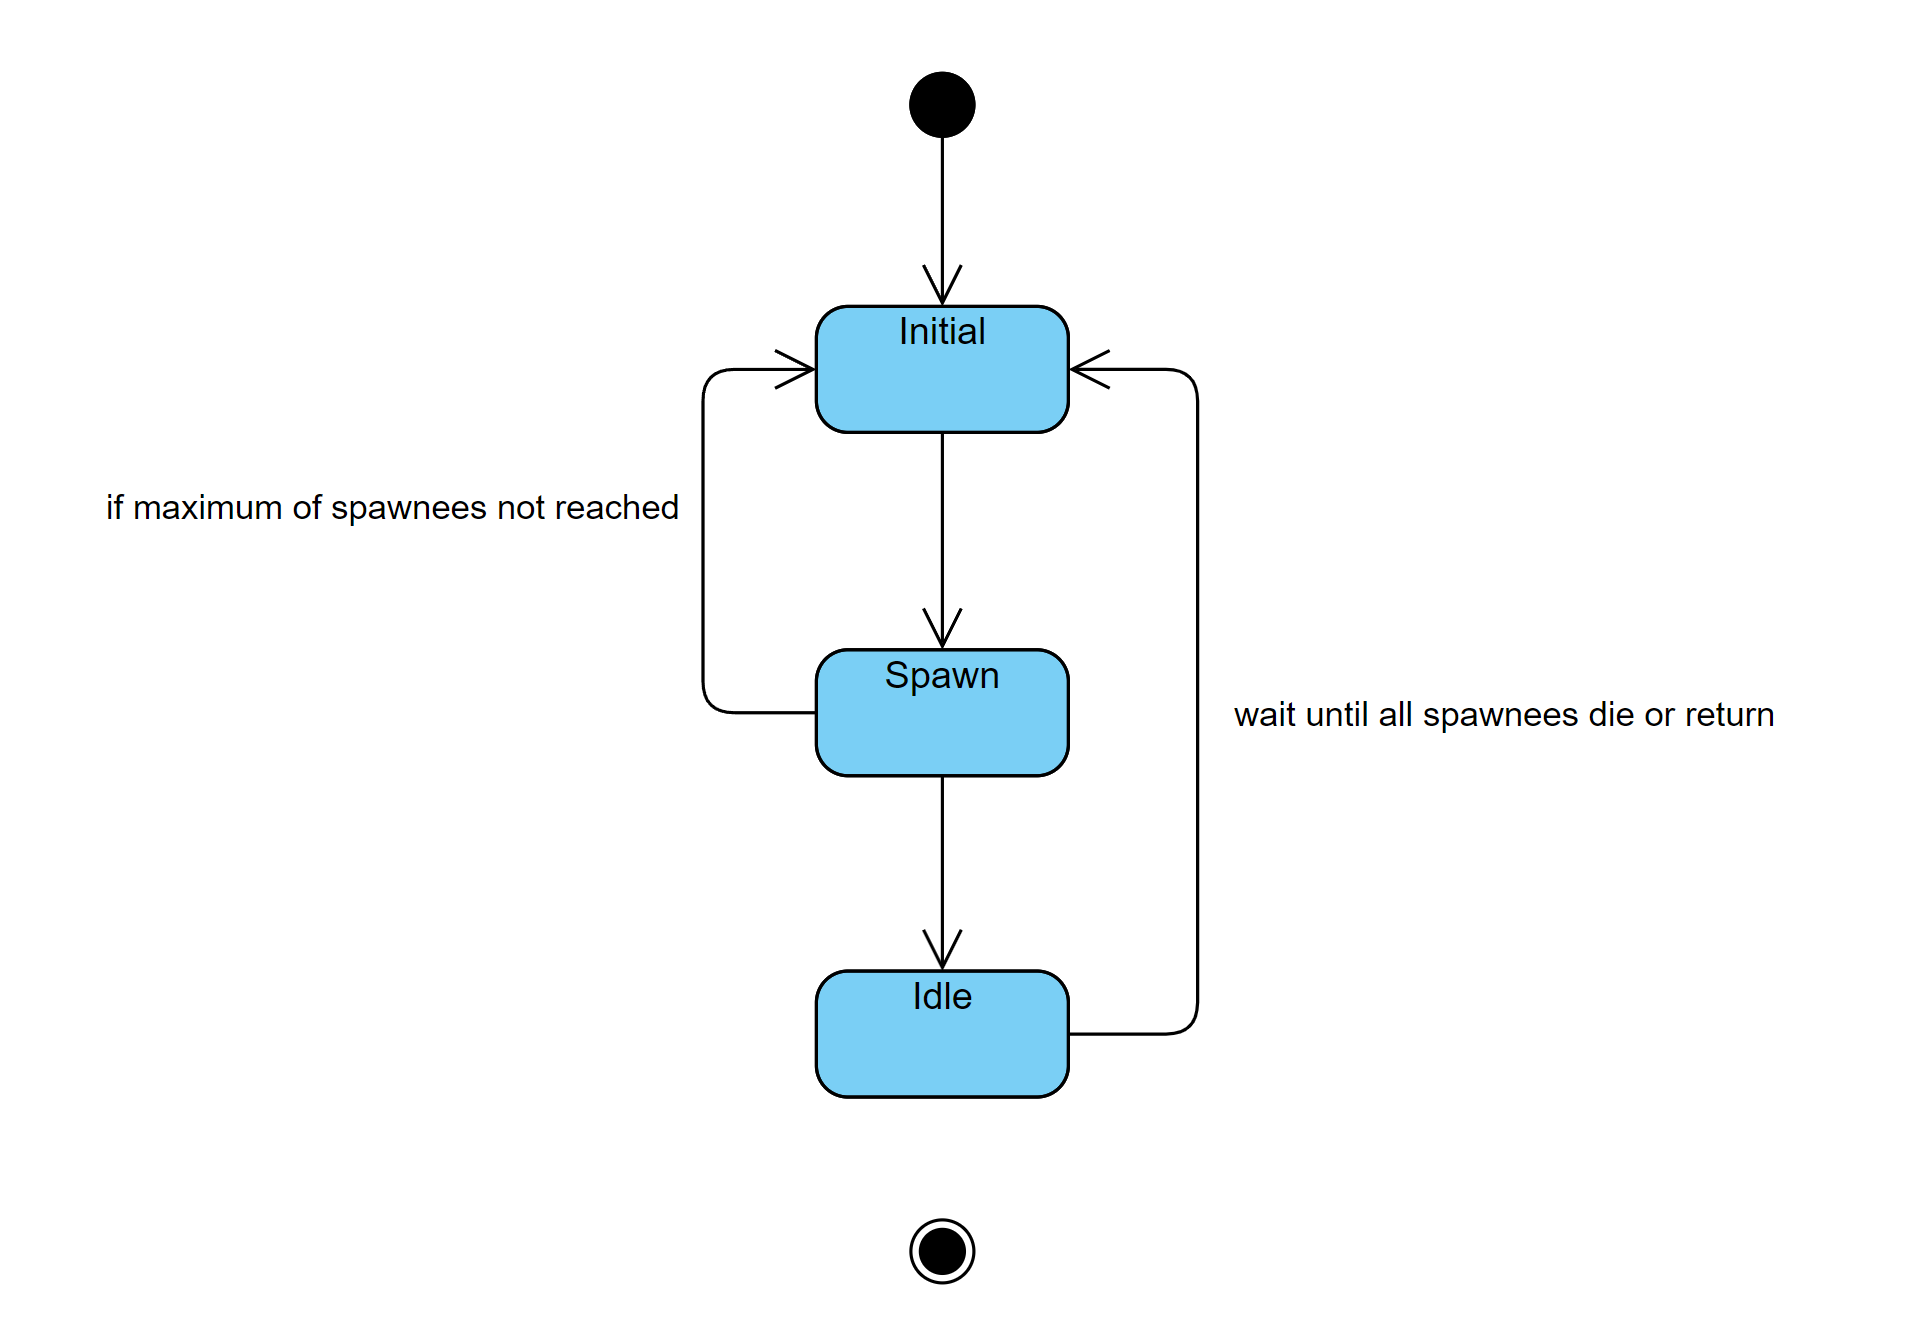 Initial
if maximum of spawnees not reached
Spawn
wait until all spawnees die or return
Idle